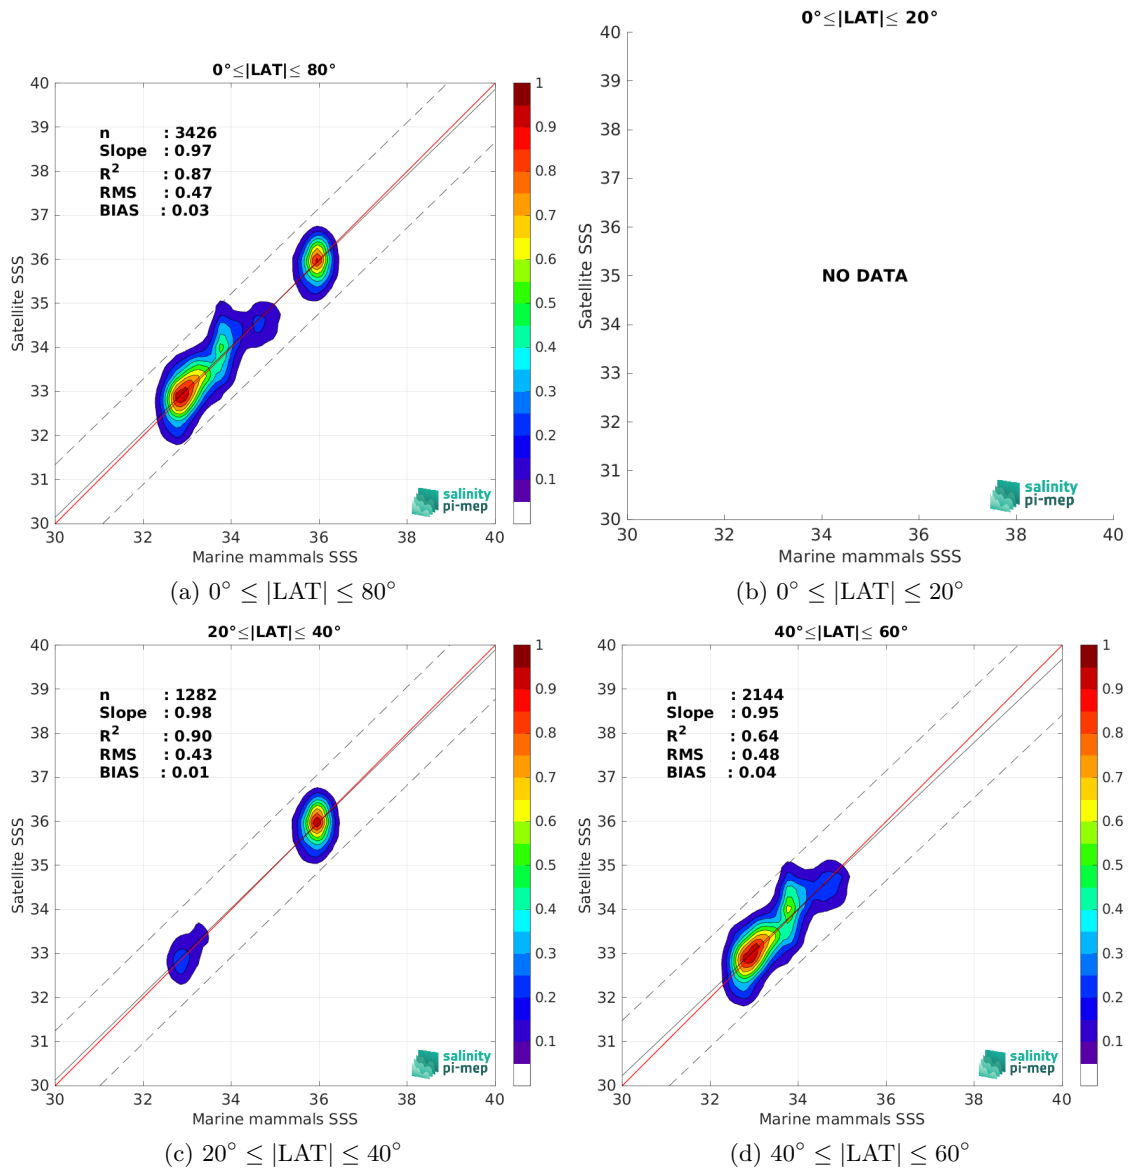 0°≤|LAT|≤ 80°
40
39
38
37
36
35
34
33
32
31
30
Satellite SSS
n : 3426
Slope : 0.97
R² : 0.87
RMS : 0.47
BIAS : 0.03
salinity
pi-mep
30 32 34 36 38 40
Marine mammals SSS
1
0.9
0.8
0.7
0.6
0.5
0.4
0.3
0.2
0.1
(a) 0° ≤ |LAT| ≤ 80°
0°≤|LAT|≤ 20°
40
39
38
37
36
35
34
33
32
31
30
Satellite SSS
NO DATA
salinity
pi-mep
30 32 34 36 38 40
Marine mammals SSS
(b) 0° ≤ |LAT| ≤ 20°
20°≤|LAT|≤ 40°
40
39
38
37
36
35
34
33
32
31
30
Satellite SSS
n : 1282
Slope : 0.98
R² : 0.90
RMS : 0.43
BIAS : 0.01
salinity
pi-mep
30 32 34 36 38 40
Marine mammals SSS
1
0.9
0.8
0.7
0.6
0.5
0.4
0.3
0.2
0.1
(c) 20° ≤ |LAT| ≤ 40°
40°≤|LAT|≤ 60°
40
39
38
37
36
35
34
33
32
31
30
Satellite SSS
n : 2144
Slope : 0.95
R² : 0.64
RMS : 0.48
BIAS : 0.04
salinity
pi-mep
30 32 34 36 38 40
Marine mammals SSS
1
0.9
0.8
0.7
0.6
0.5
0.4
0.3
0.2
0.1
(d) 40° ≤ |LAT| ≤ 60°